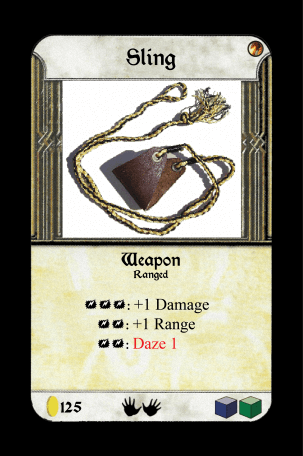 Sling
Weapon
Ranged
: +1 Damage
: +1 Range
: Daze 1
125